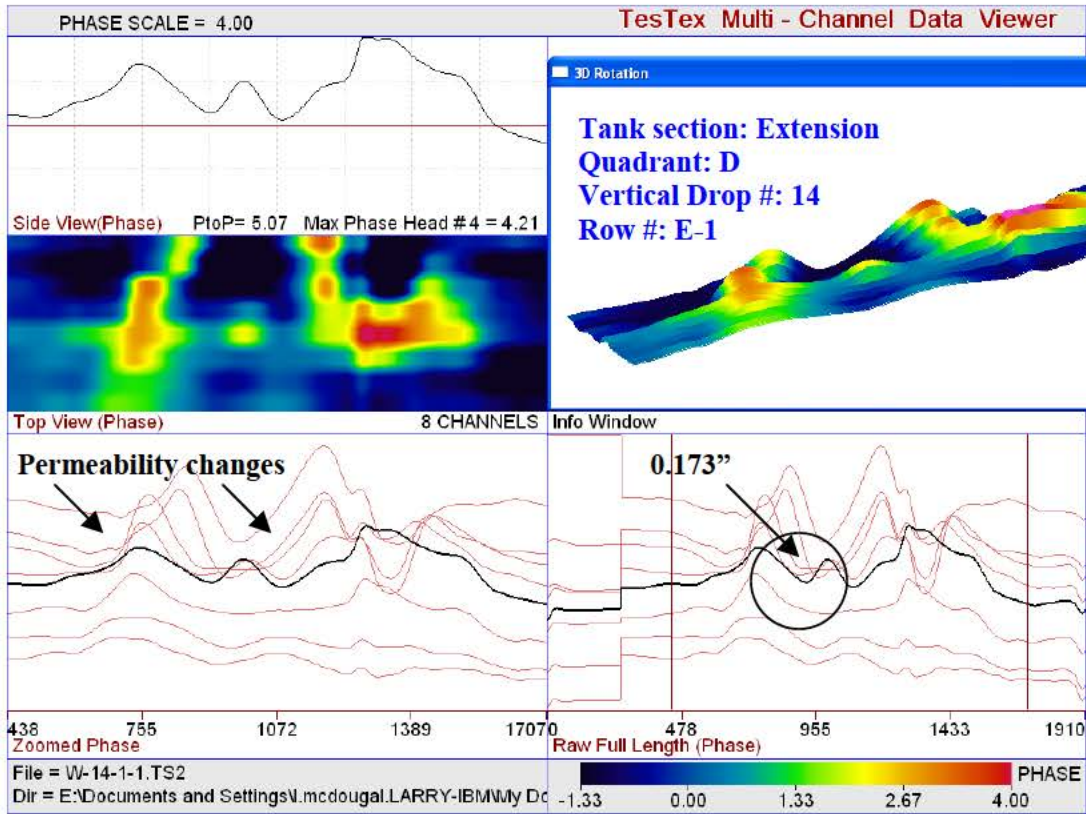 PHASE SCALE = 4.00
TesTex Multi - Channel Data Viewer
3D Rotation
Tank section: Extension
Quadrant: D
Vertical Drop #: 14
Row #: E-1
Side View(Phase) PtoP= 5.07 Max Phase Head #4 = 4.21
Top View (Phase) 8 CHANNELS
Info Window
Permeability changes
0.173”
438 755 1072 1389 1707
Zoomed Phase
0 478 955 1433 1910
Raw Full Length (Phase)
File = W-14-1-1.TS2
Dir = E:\Documents and Settings\l.mcdougal.LARRY-IBM\My Do
PHASE
-1.33 0.00 1.33 2.67 4.00